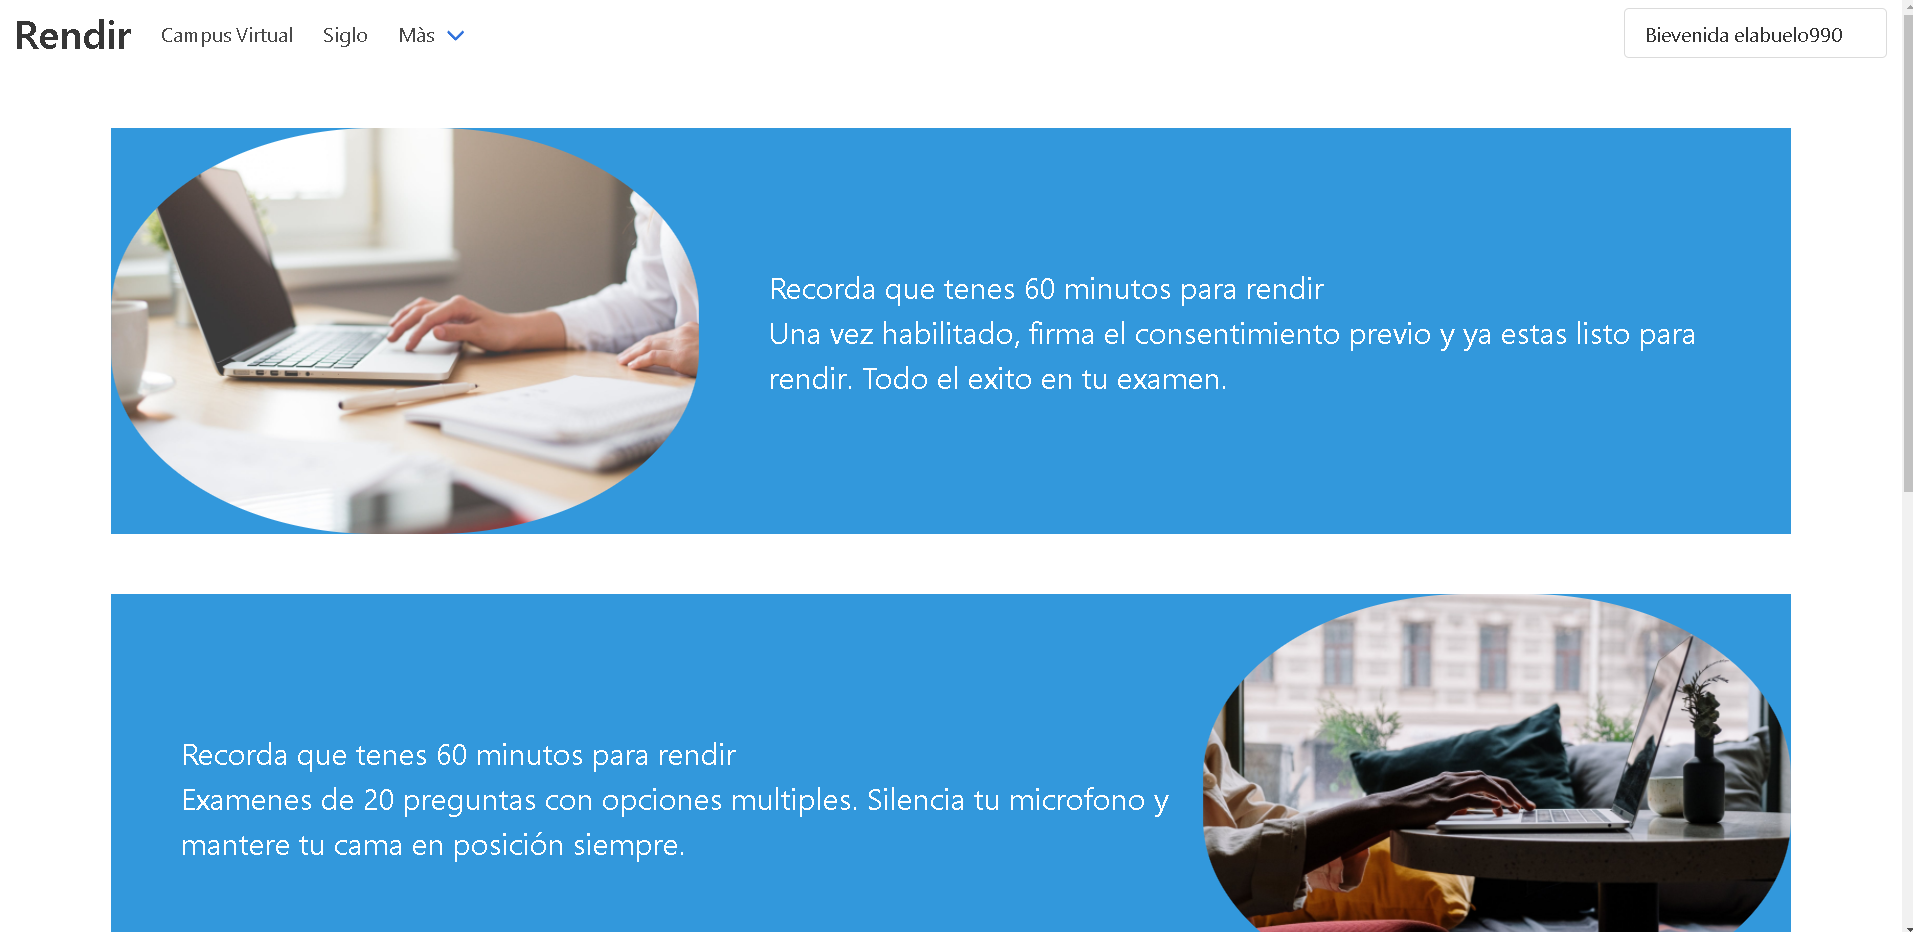 Rendir
Campus Virtual
Siglo
Màs
Bievenida elabuelo990
Recorda que tenes 60 minutos para rendir
Una vez habilitado, firma el consentimiento previo y ya estas listo para
rendir. Todo el exito en tu examen.
Recorda que tenes 60 minutos para rendir
Examenes de 20 preguntas con opciones multiples. Silencia tu microfono y
mantere tu cama en posición siempre.